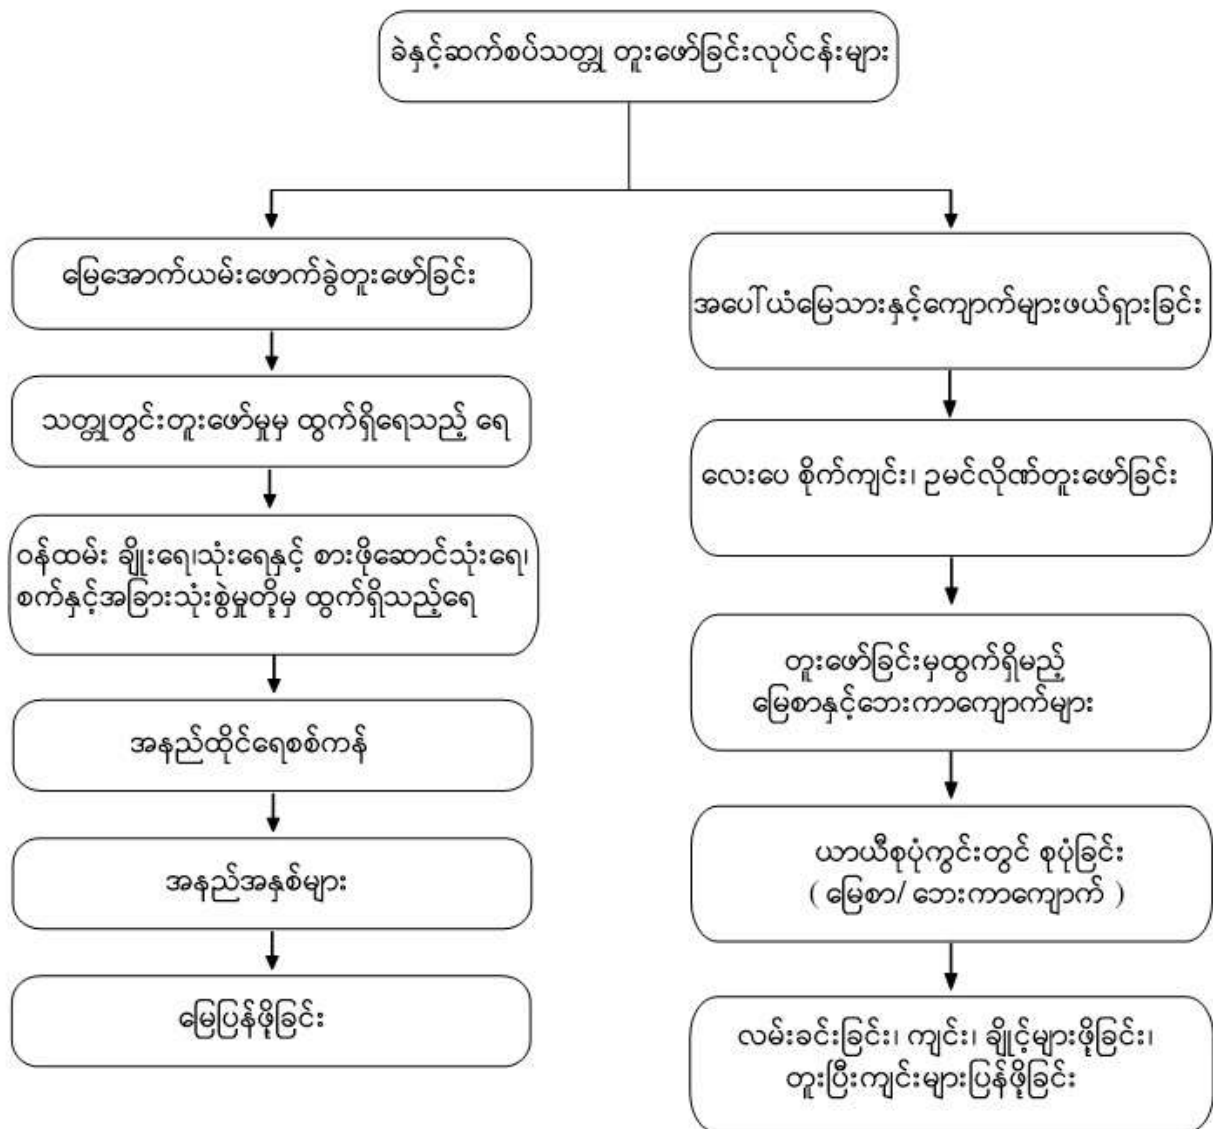 ခဲနှင့်ဆက်စပ်သတ္တု တူးဖော်ခြင်းလုပ်ငန်းများ
မြေအောက်ယမ်းဖောက်ခွဲတူးဖော်ခြင်း
သတ္တုတွင်းတူးဖော်မှုမှ ထွက်ရှိရေသည့် ရေ
ဝန်ထမ်း ချိုးရေ၊သုံးရေနှင့် စားဖိုဆောင်သုံးရေ၊
စက်နှင့်အခြားသုံးစွဲမှုတို့မှ ထွက်ရှိသည့်ရေ
အနည်ထိုင်ရေစစ်ကန်
အနည်အနှစ်များ
မြေပြန်ဖို့ခြင်း
အပေါ်ယံမြေသားနှင့်ကျောက်များဖယ်ရှားခြင်း
လေးပေ စိုက်ကျင်း၊ ဥမင်လိုဏ်တူးဖော်ခြင်း
တူးဖော်ခြင်းမှထွက်ရှိမည့်
မြေစာနှင့်ဘေးကာကျောက်များ
ယာယီစုပုံကွင်းတွင် စုပုံခြင်း
( မြေစာ/ ဘေးကာကျောက် )
လမ်းခင်းခြင်း၊ ကျင်း၊ ချိုင့်များဖို့ခြင်း၊
တူးပြီးကျင်းများပြန်ဖို့ခြင်း